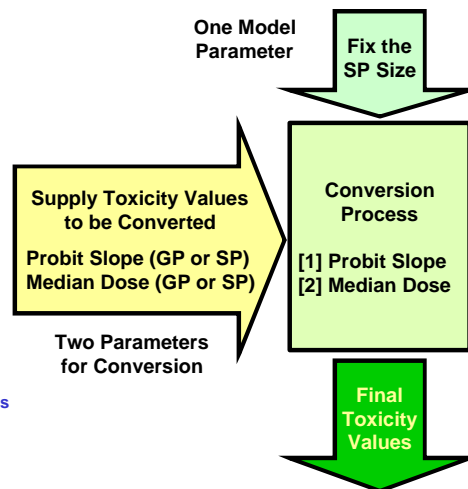 One Model
Parameter
Fix the
SP Size
Supply Toxicity Values
to be Converted
Probit Slope (GP or SP)
Median Dose (GP or SP)
Conversion
Process
[1] Probit Slope
[2] Median Dose
Two Parameters
for Conversion
s
Final
Toxicity
Values